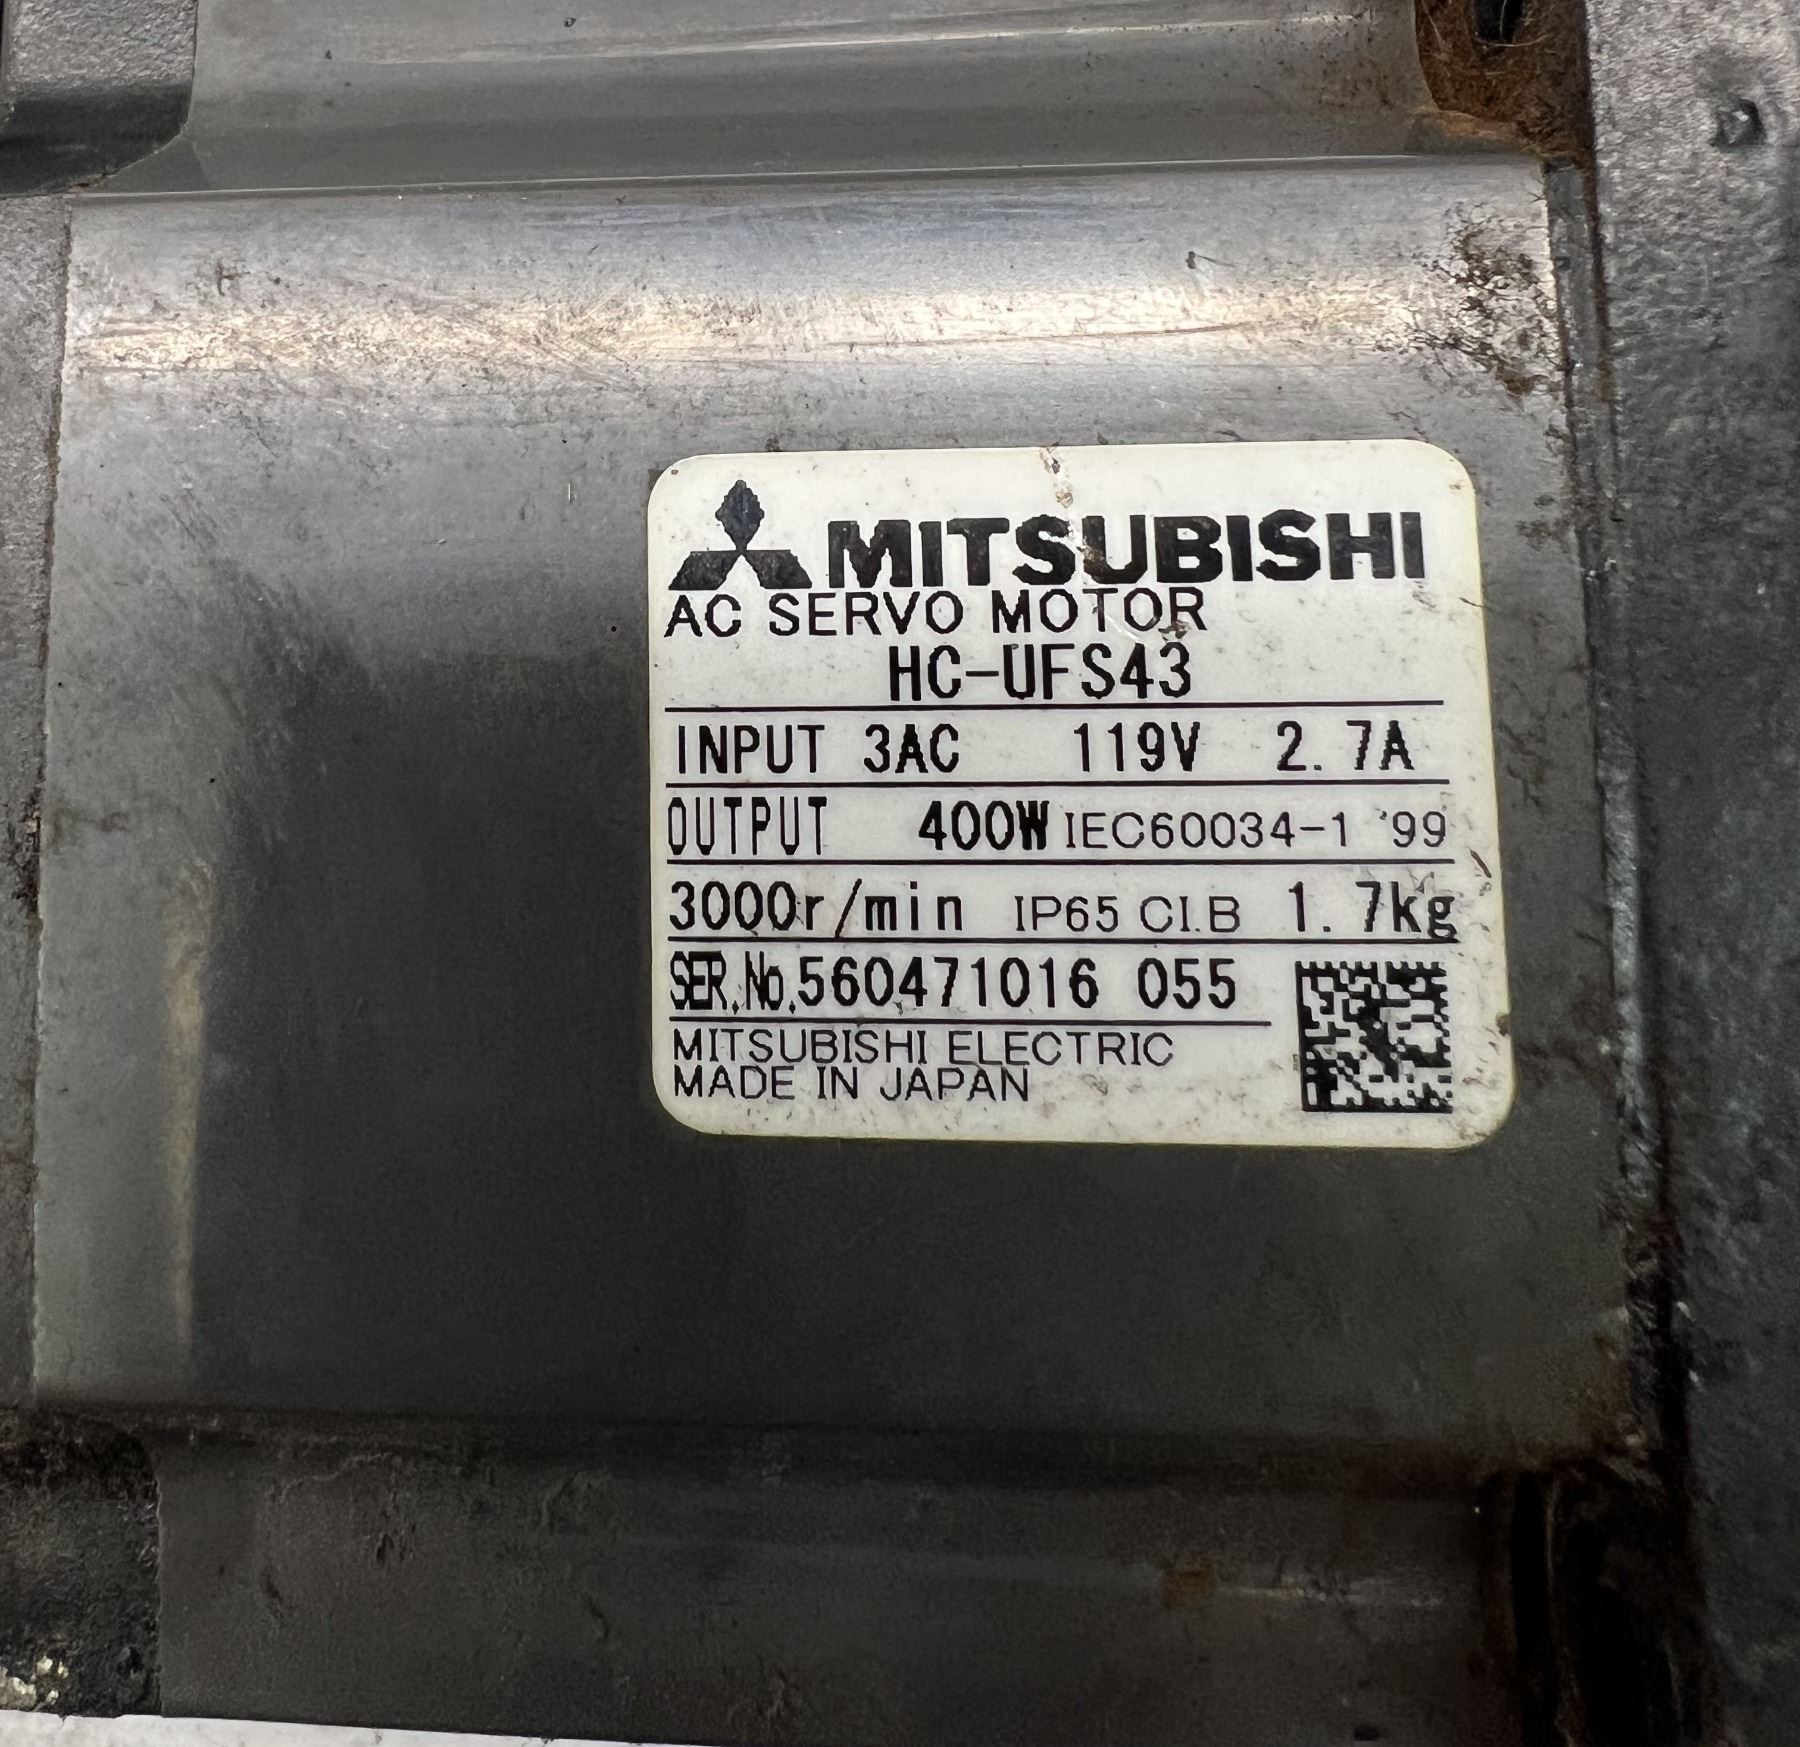 MITSUBISHI
AC SERVO MOTOR
HC-UFS43
INPUT 3AC 119V 2.7A
OUTPUT 400W IEC60034-1 '99
3000r/min IP65 CI.B 1.7kg
SER.No.560471016 055
MITSUBISHI ELECTRIC
MADE IN JAPAN